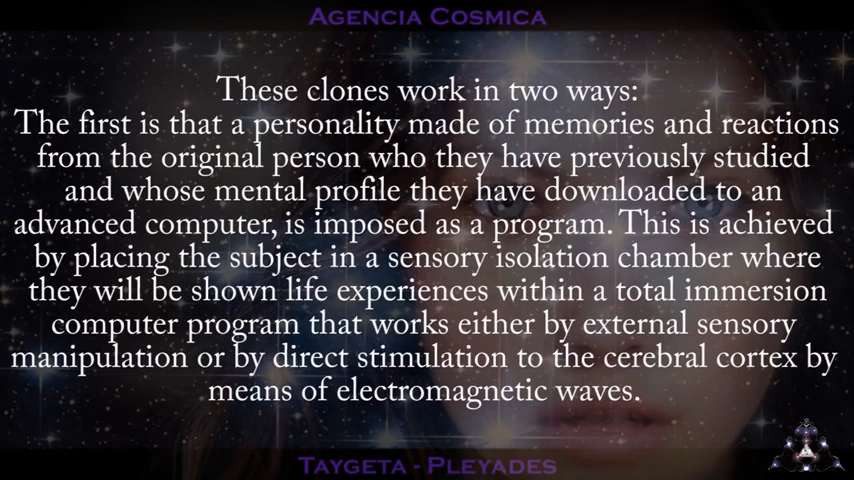 AGENCIA COSMICA
These clones work in two ways:
The first is that a personality made of memories and reactions
from the original person who they have previously studied
and whose mental profile they have downloaded to an
advanced computer, is imposed as a program. This is achieved
by placing the subject in a sensory isolation chamber where
they will be shown life experiences within a total immersion
computer program that works either by external sensory
manipulation or by direct stimulation to the cerebral cortex by
means of electromagnetic waves.
TAYGETA - PLEYADES